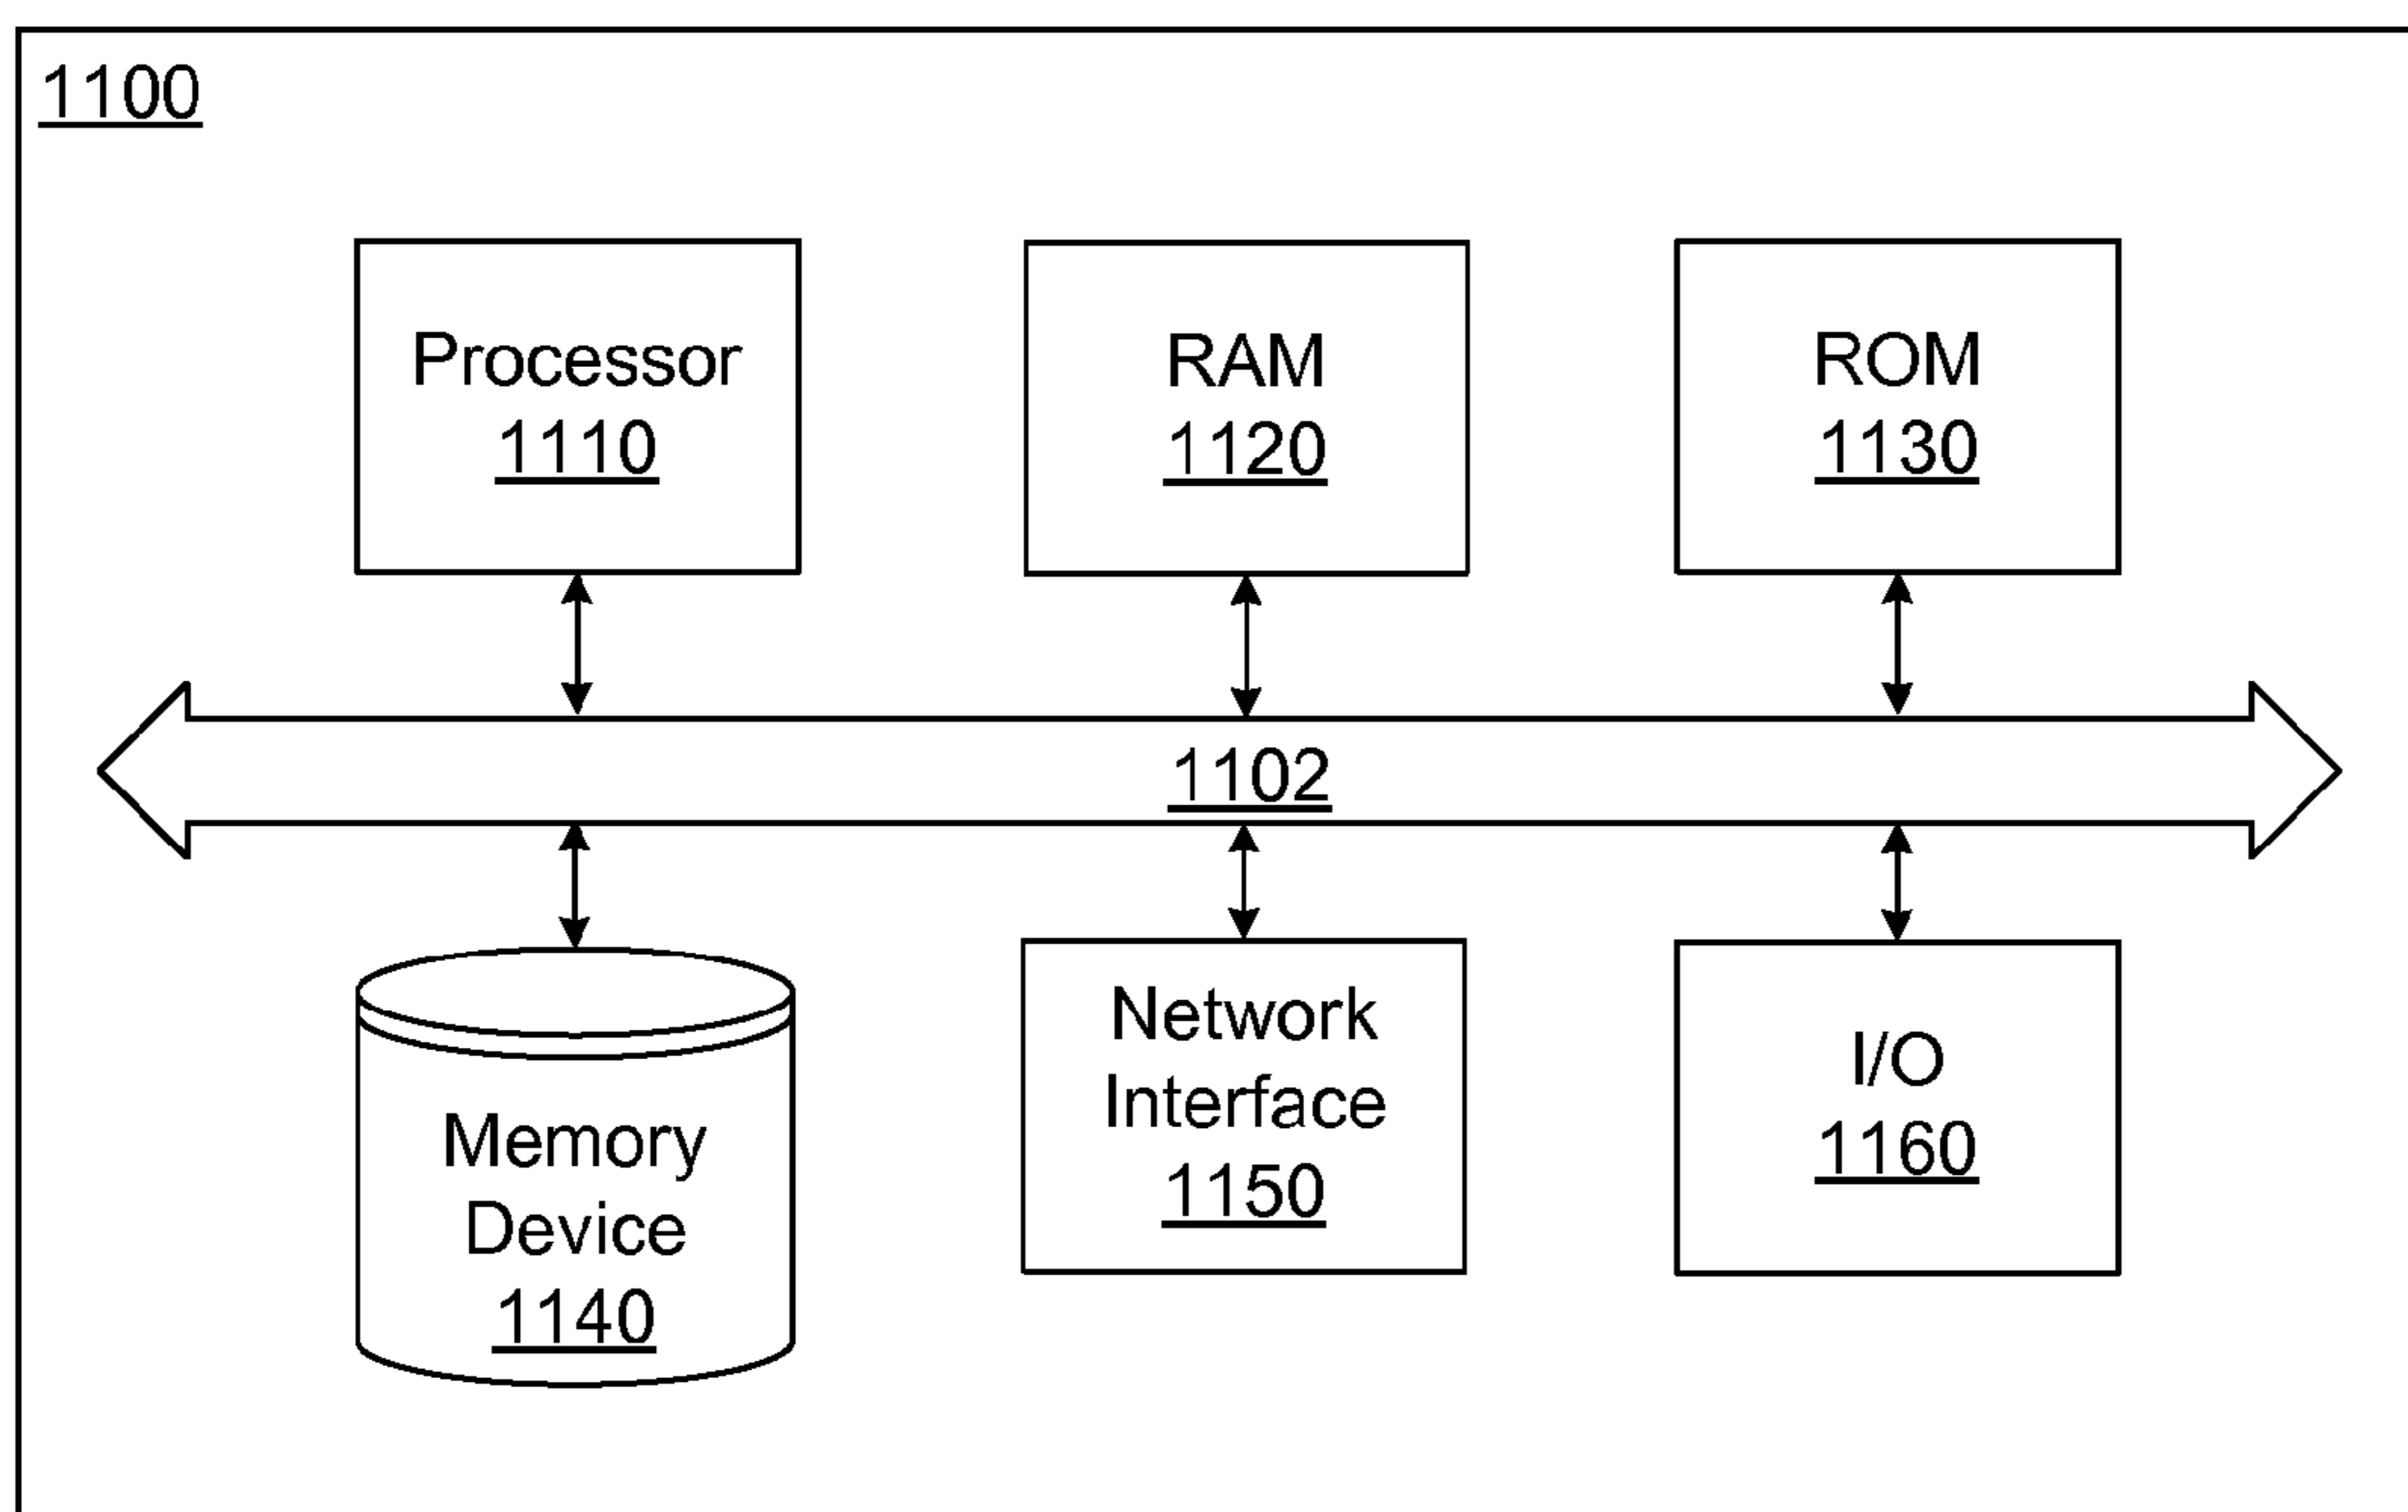 1100
Processor
1110
RAM
1120
ROM
1130
1102
Memory
Device
1140
Network
Interface
1150
I/O
1160